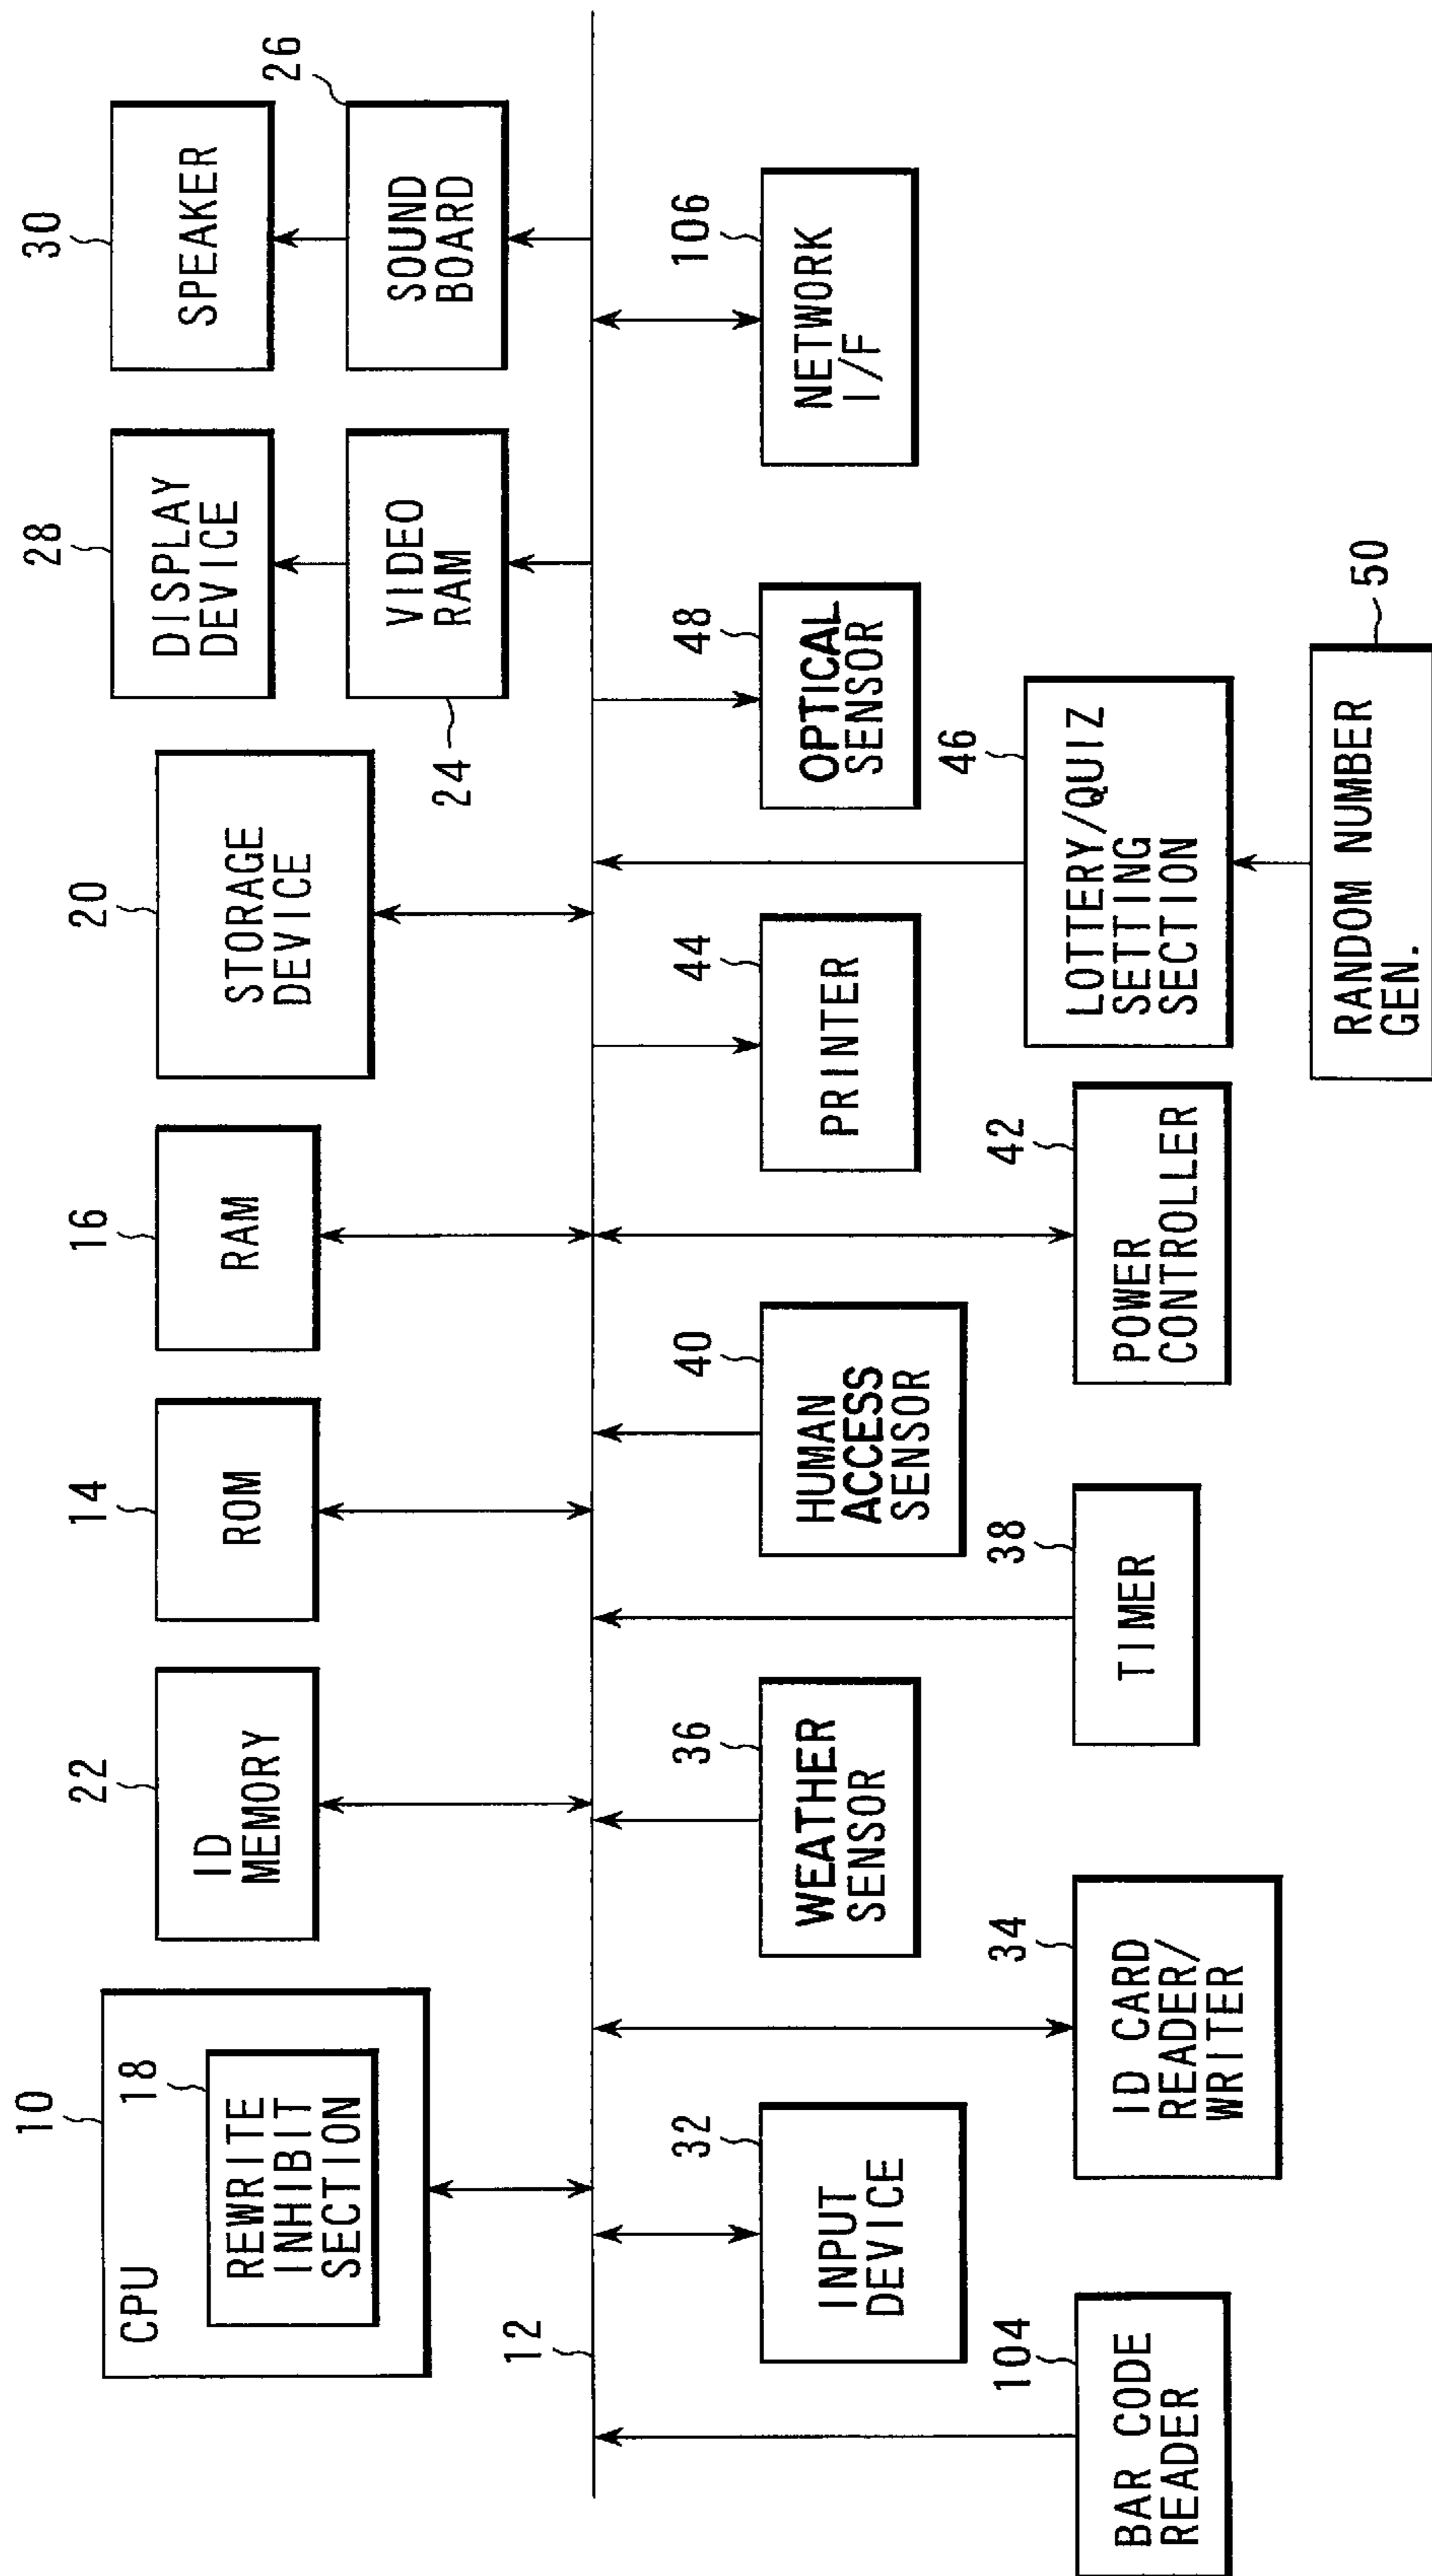 10
CPU
18
REWRITE
INHIBIT
SECTION
22
ID
MEMORY
14
ROM
16
RAM
20
STORAGE
DEVICE
28
DISPLAY
DEVICE
24
VIDEO
RAM
30
SPEAKER
26
SOUND
BOARD
12
104
BAR CODE
READER
32
INPUT
DEVICE
34
ID CARD
READER/
WRITER
36
WEATHER
SENSOR
38
TIMER
40
HUMAN
ACCESS
SENSOR
42
POWER
CONTROLLER
44
PRINTER
46
LOTTERY/QUIZ
SETTING
SECTION
48
OPTICAL
SENSOR
50
RANDOM NUMBER
GEN.
106
NETWORK
I/F